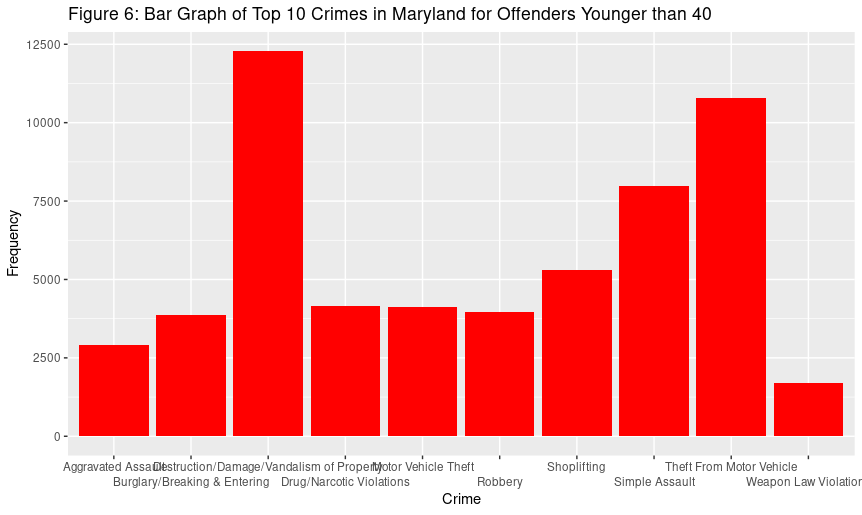 Figure 6: Bar Graph of Top 10 Crimes in Maryland for Offenders Younger than 40
12500
10000
7500
5000
2500
0
Frequency
Aggravated Assault Destruction/Damage/Vandalism of Property Motor Vehicle Theft Shoplifting Theft From Motor Vehicle
Burglary/Breaking & Entering Drug/Narcotic Violations Robbery Simple Assault Weapon Law Violation
Crime